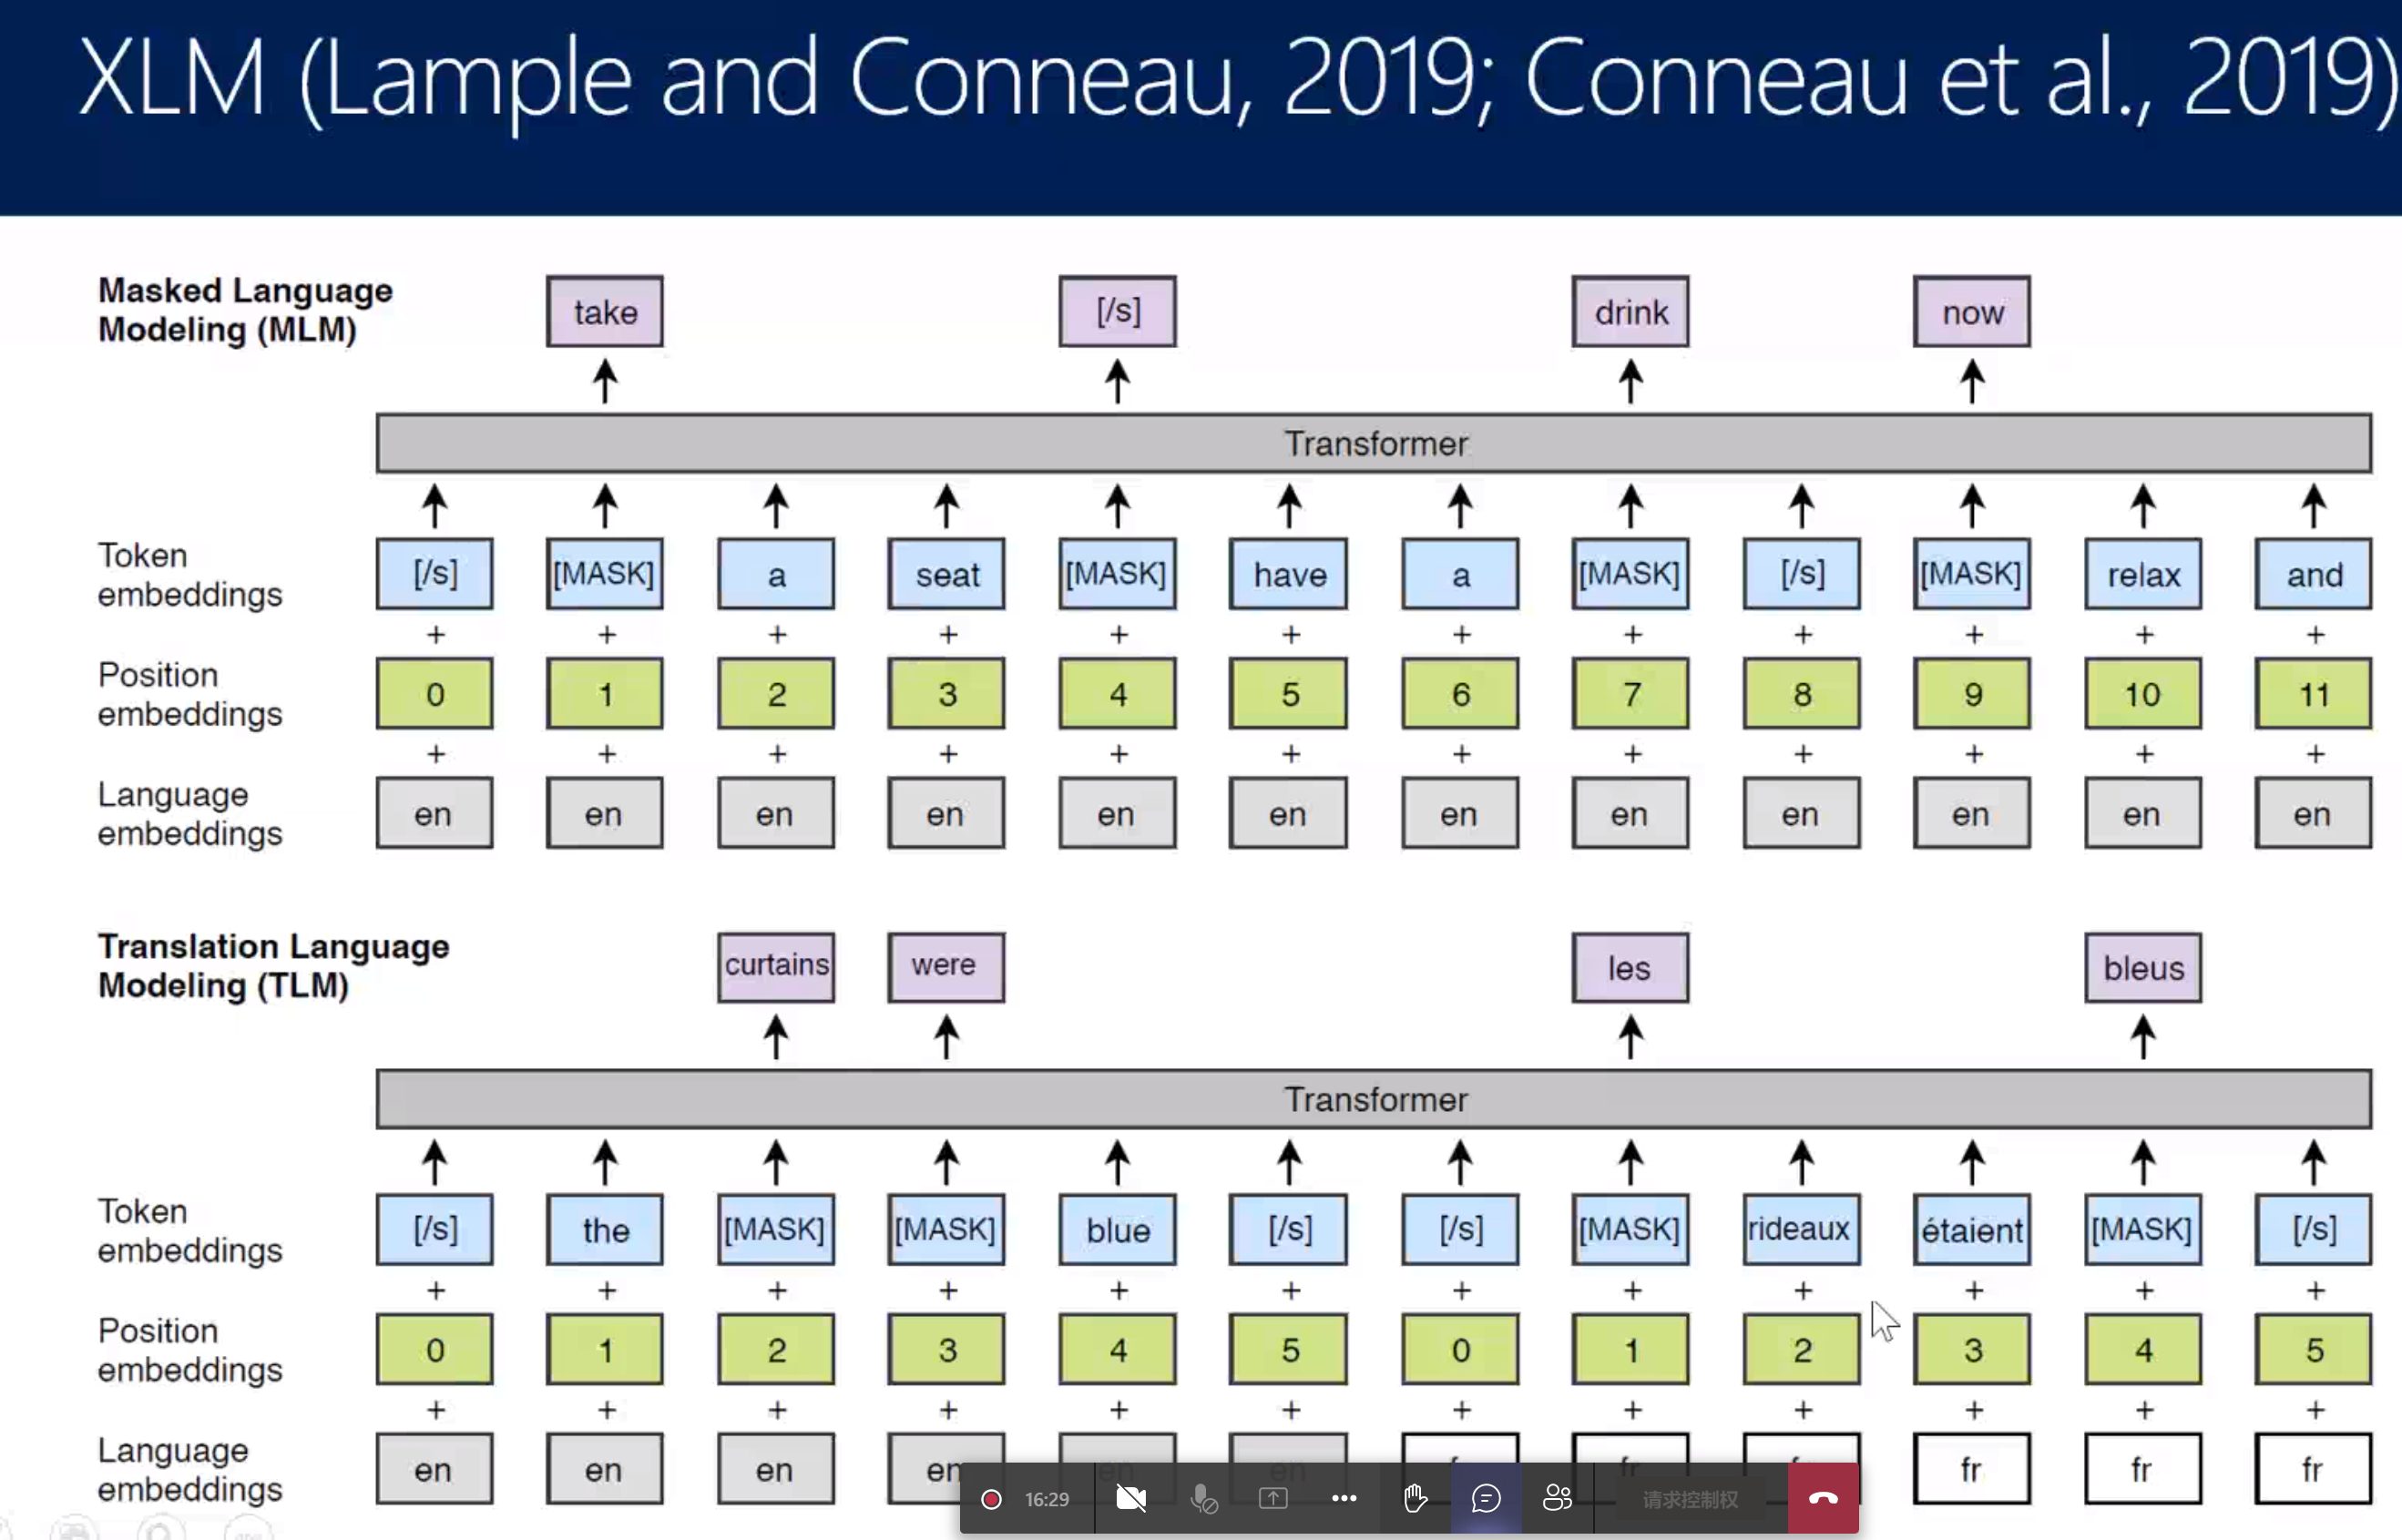 XLM (Lample and Conneau, 2019; Conneau et al., 2019)
Masked Language
Modeling (MLM)
take [/s] drink now
Transformer
Token
embeddings
[/s] [MASK] a seat [MASK] have a [MASK] [/s] [MASK] relax and
+ + + + + + + + + + + +
Position
embeddings
0 1 2 3 4 5 6 7 8 9 10 11
+ + + + + + + + + + + +
Language
embeddings
en en en en en en en en en en en en
Translation Language
Modeling (TLM)
curtains were les bleus
Transformer
Token
embeddings
[/s] the [MASK] [MASK] blue [/s] [/s] [MASK] rideaux étaient [MASK] [/s]
+ + + + + + + + + + + +
Position
embeddings
0 1 2 3 4 5 0 1 2 3 4 5
+ + + + + + + + + + + +
Language
embeddings
en en en en en en fr fr fr fr
16:29 请求控制权